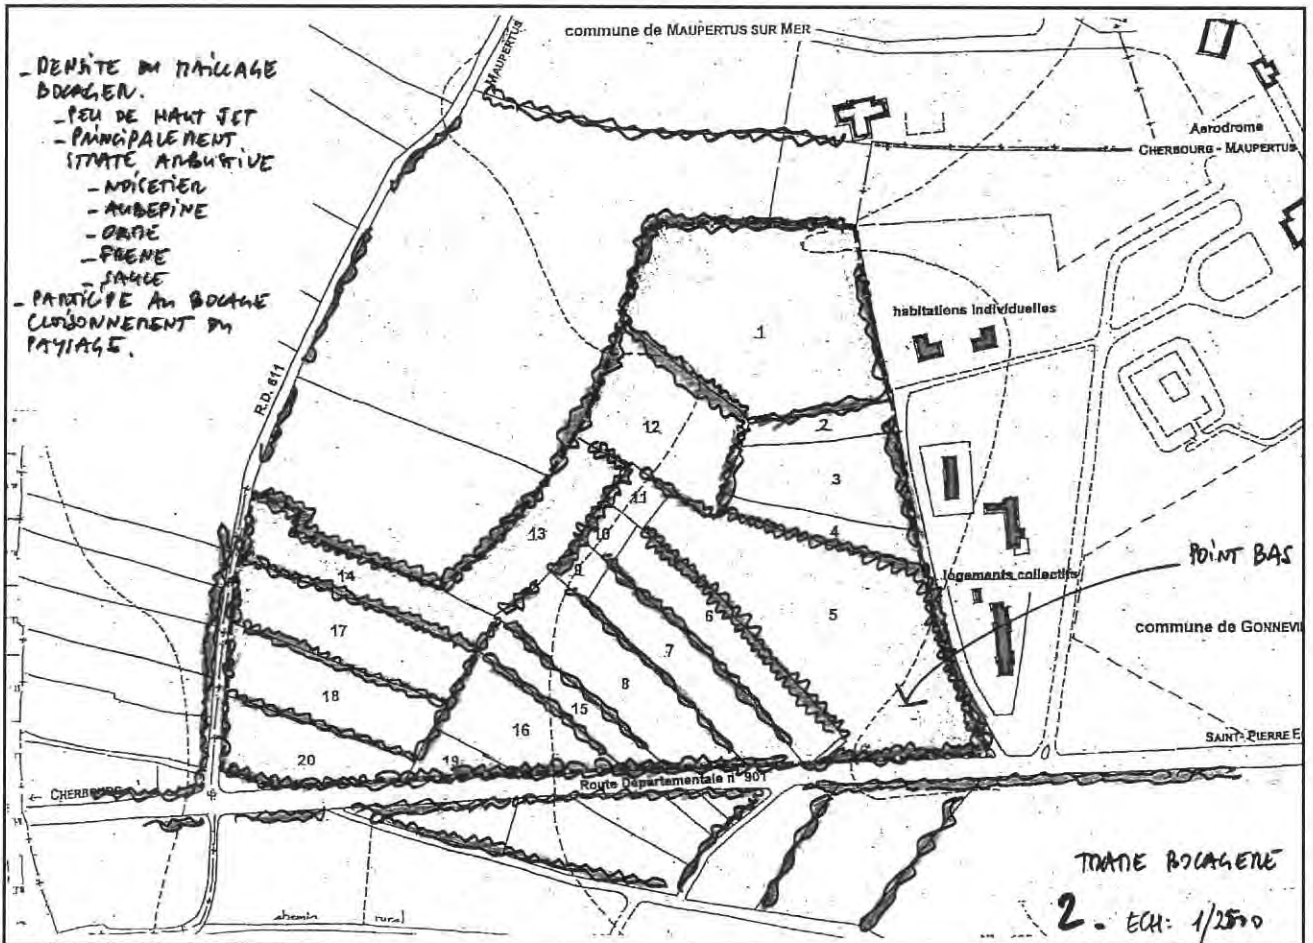 commune de MAUPERTUS SUR MER
MAUPERTUS
- DENSITE DU MAILLAGE
BOCAGER.
- PEU DE HAUT JET
- PRINCIPALEMENT
STRATE ARBUSTIVE
- NOISETIER
- AUBEPINE
- ORME
- FRENE
- SAULE
- PARTICIPE AU BOCAGE
CLOISONNEMENT DU
PAYSAGE.
Aerodrome
CHERBOURG - MAUPERTUS
habitations individuelles
R.D. 611
1
2
12
3
11
13
10
4
9
14
logements collectifs
POINT BAS
17
6
5
7
commune de GONNEVI
18
8
15
16
19
20
SAINT-PIERRE E
Route Départementale n° 901
← CHERBOURG
TRAME BOCAGERE
chemin rural
2. ECH: 1/2500